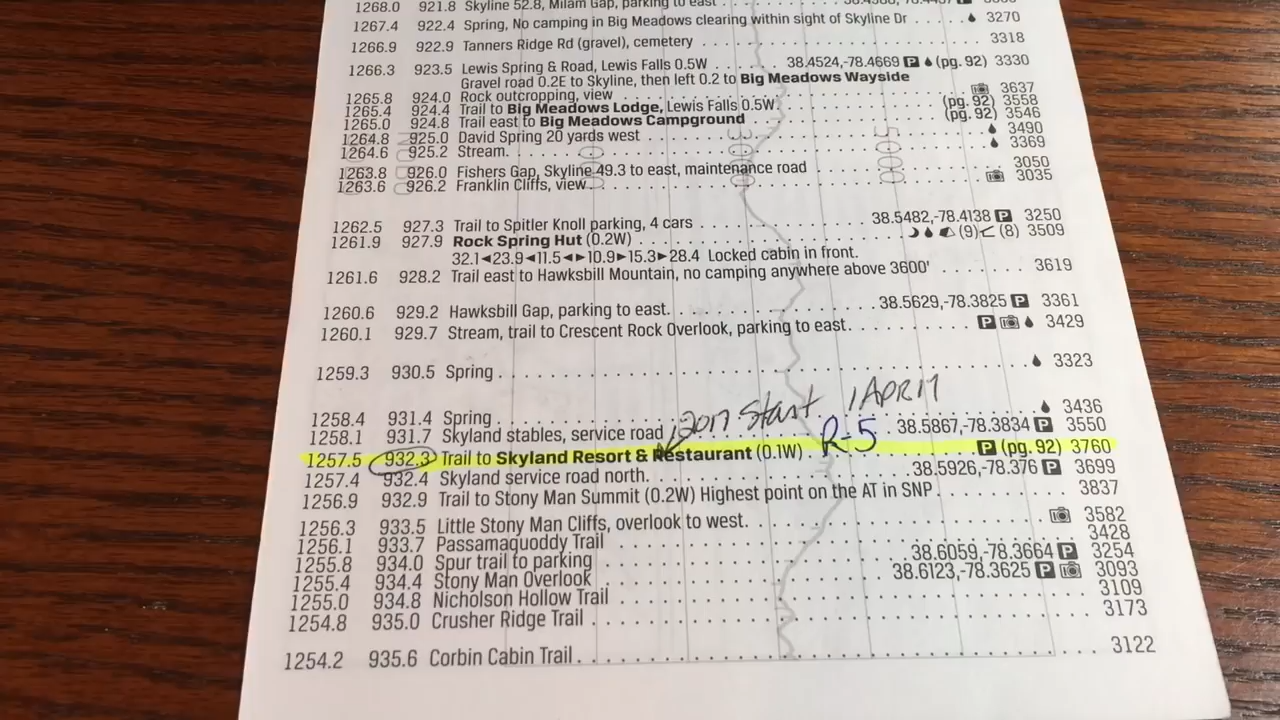 1268.0 921.8 Skyline 52.8, Milam Gap, parking to east
1267.4 922.4 Spring, No camping in Big Meadows clearing within sight of Skyline Dr 3270
1266.9 922.9 Tanners Ridge Rd (gravel), cemetery 3318
1266.3 923.5 Lewis Spring & Road, Lewis Falls 0.5W 38.4524,-78.4669 P (pg. 92) 3330
Gravel road 0.2E to Skyline, then left 0.2 to Big Meadows Wayside
1265.8 924.0 Rock outcropping, view 3637
1265.4 924.4 Trail to Big Meadows Lodge, Lewis Falls 0.5W (pg. 92) 3558
1265.0 924.8 Trail east to Big Meadows Campground (pg. 92) 3546
1264.8 925.0 David Spring 20 yards west 3490
1264.6 925.2 Stream. 3369
1263.8 926.0 Fishers Gap, Skyline 49.3 to east, maintenance road 3050
1263.6 926.2 Franklin Cliffs, view 3035
1262.5 927.3 Trail to Spitler Knoll parking, 4 cars 38.5482,-78.4138 P 3250
1261.9 927.9 Rock Spring Hut (0.2W) (9) (8) 3509
32.1◄23.9◄11.5◄►10.9►15.3►28.4 Locked cabin in front.
1261.6 928.2 Trail east to Hawksbill Mountain, no camping anywhere above 3600' 3619
1260.6 929.2 Hawksbill Gap, parking to east. 38.5629,-78.3825 P 3361
1260.1 929.7 Stream, trail to Crescent Rock Overlook, parking to east. P 3429
1259.3 930.5 Spring 3323
2017 Start 1 APR 17
1258.4 931.4 Spring 3436
1258.1 931.7 Skyland stables, service road 38.5867,-78.3834 P 3550
1257.5 932.3 Trail to Skyland Resort & Restaurant (0.1W) R-5 P (pg. 92) 3760
1257.4 932.4 Skyland service road north. 38.5926,-78.376 P 3699
1256.9 932.9 Trail to Stony Man Summit (0.2W) Highest point on the AT in SNP 3837
1256.3 933.5 Little Stony Man Cliffs, overlook to west. 3582
1256.1 933.7 Passamaquoddy Trail 3428
1255.8 934.0 Spur trail to parking 38.6059,-78.3664 P 3254
1255.4 934.4 Stony Man Overlook 38.6123,-78.3625 P 3093
1255.0 934.8 Nicholson Hollow Trail 3109
1254.8 935.0 Crusher Ridge Trail 3173
1254.2 935.6 Corbin Cabin Trail 3122